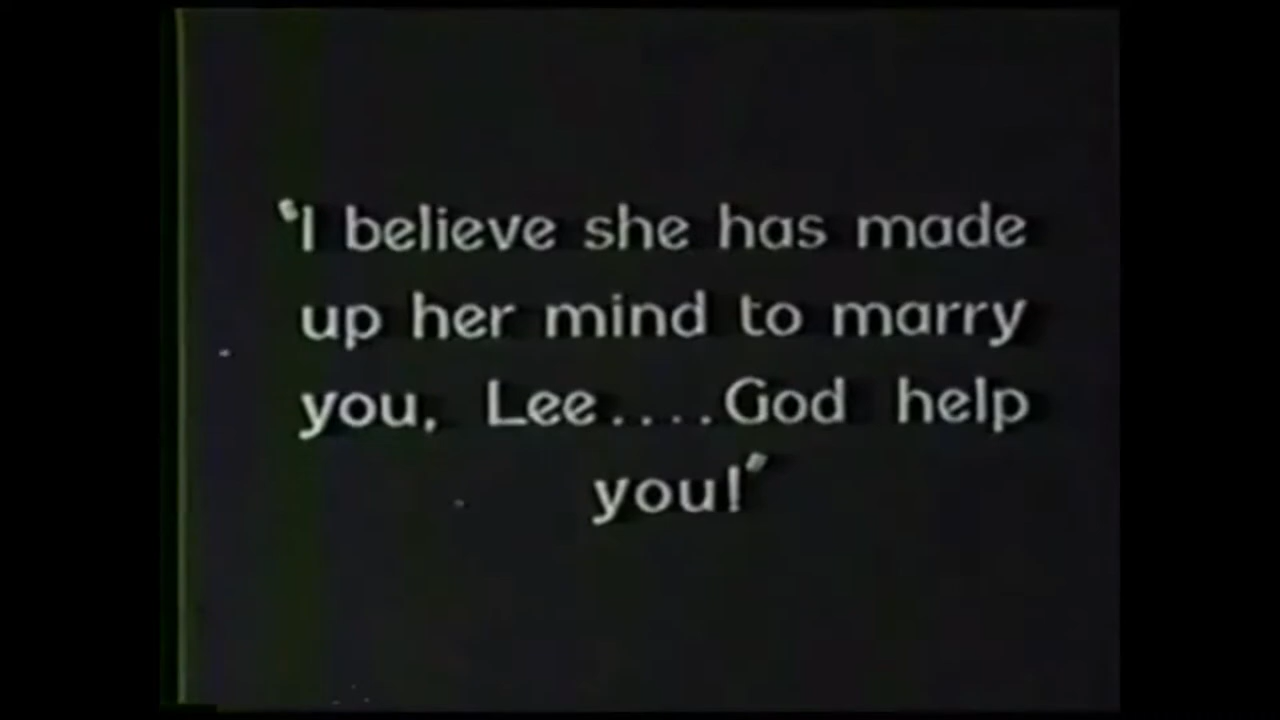 'I believe she has made
up her mind to marry
you, Lee....God help
you!'